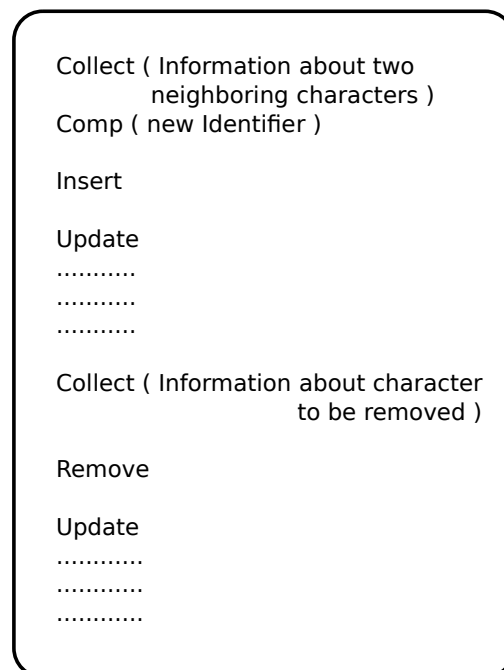 Collect ( Information about two
neighboring characters )
Comp ( new Identifier )
Insert
Update
...........
...........
...........
Collect ( Information about character
to be removed )
Remove
Update
............
............
............